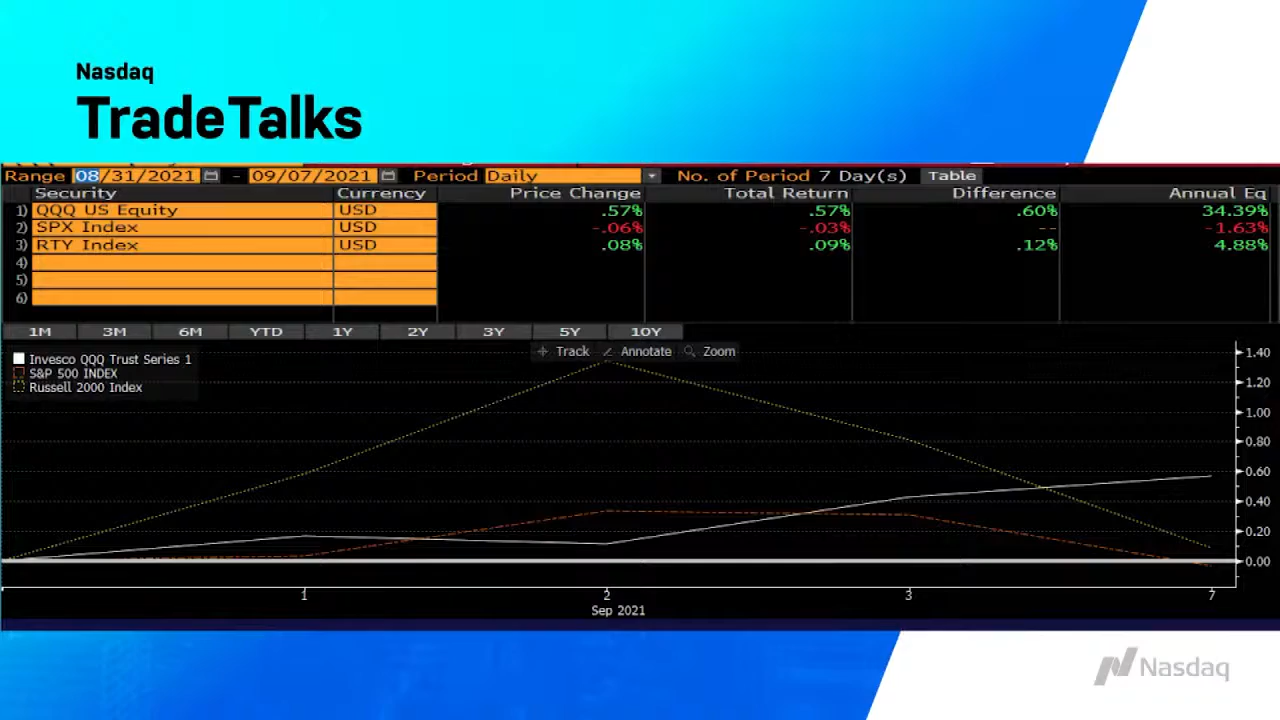 Nasdaq
TradeTalks
Range 08/31/2021 - 09/07/2021 Period Daily No. of Period 7 Day(s) Table
Security Currency Price Change Total Return Difference Annual Eq
1) QQQ US Equity USD .57% .57% .60% 34.39%
2) SPX Index USD -.06% -.03% -- -1.63%
3) RTY Index USD .08% .09% .12% 4.88%
4)
5)
6)
1M 3M 6M YTD 1Y 2Y 3Y 5Y 10Y
Track Annotate Zoom
Invesco QQQ Trust Series 1
S&P 500 INDEX
Russell 2000 Index
1.40
1.20
1.00
0.80
0.60
0.40
0.20
0.00
1 2 3 7
Sep 2021
Nasdaq